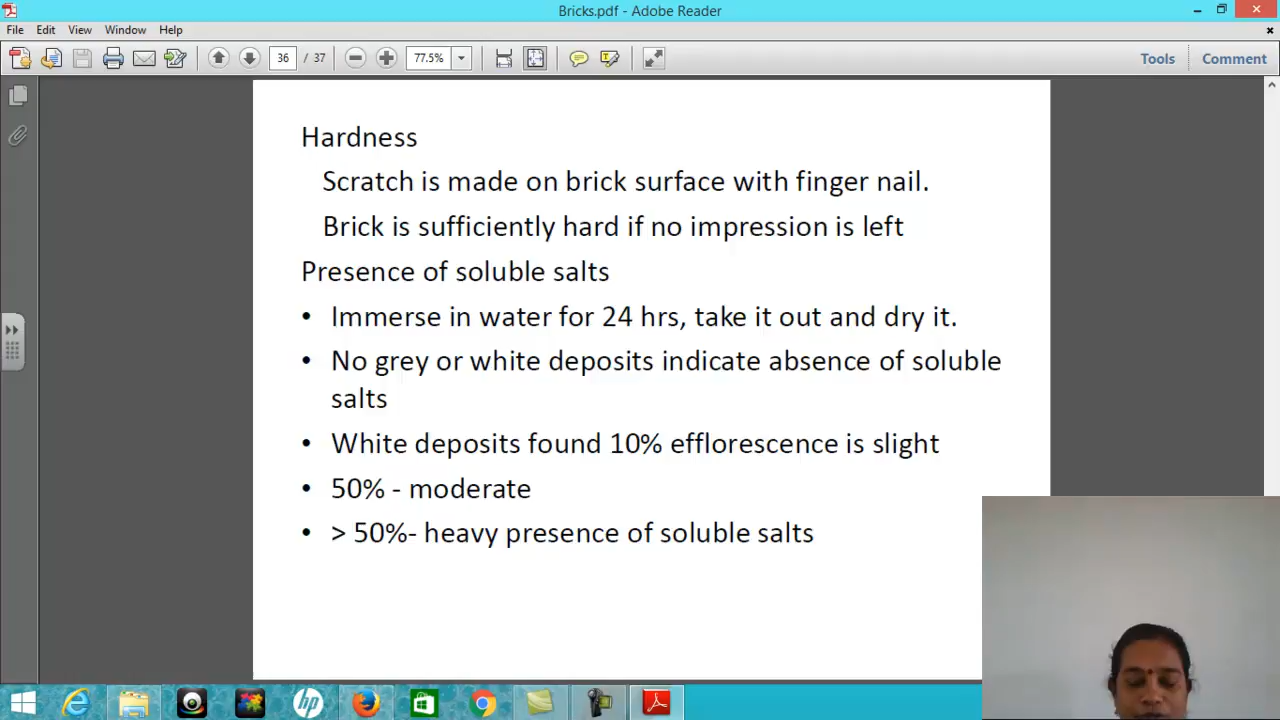 Bricks.pdf - Adobe Reader
File Edit View Window Help
36 / 37 77.5% Tools Comment
Hardness
Scratch is made on brick surface with finger nail.
Brick is sufficiently hard if no impression is left
Presence of soluble salts
• Immerse in water for 24 hrs, take it out and dry it.
• No grey or white deposits indicate absence of soluble
salts
• White deposits found 10% efflorescence is slight
• 50% - moderate
• > 50%- heavy presence of soluble salts
hp